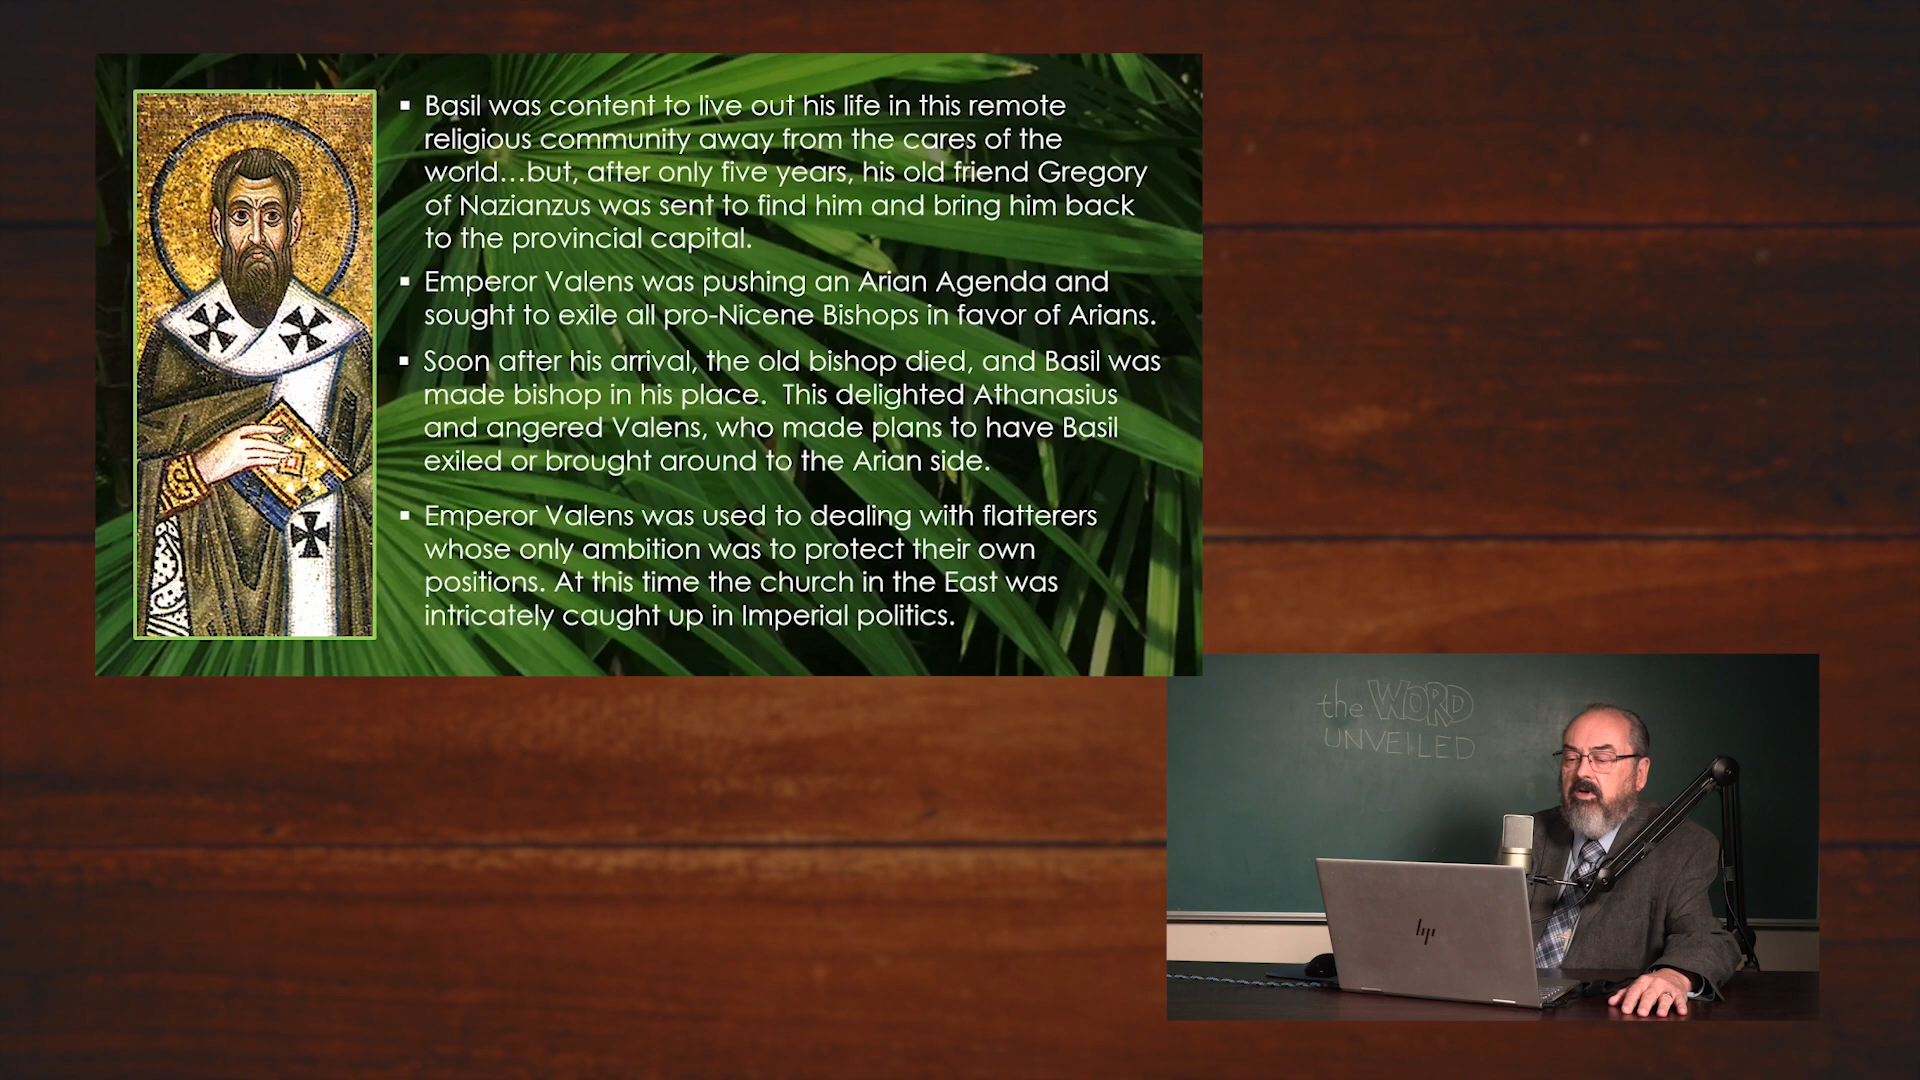 ▪ Basil was content to live out his life in this remote
religious community away from the cares of the
world…but, after only five years, his old friend Gregory
of Nazianzus was sent to find him and bring him back
to the provincial capital.
▪ Emperor Valens was pushing an Arian Agenda and
sought to exile all pro-Nicene Bishops in favor of Arians.
▪ Soon after his arrival, the old bishop died, and Basil was
made bishop in his place.  This delighted Athanasius
and angered Valens, who made plans to have Basil
exiled or brought around to the Arian side.
▪ Emperor Valens was used to dealing with flatterers
whose only ambition was to protect their own
positions. At this time the church in the East was
intricately caught up in Imperial politics.
the WORD
UNVEILED
hp